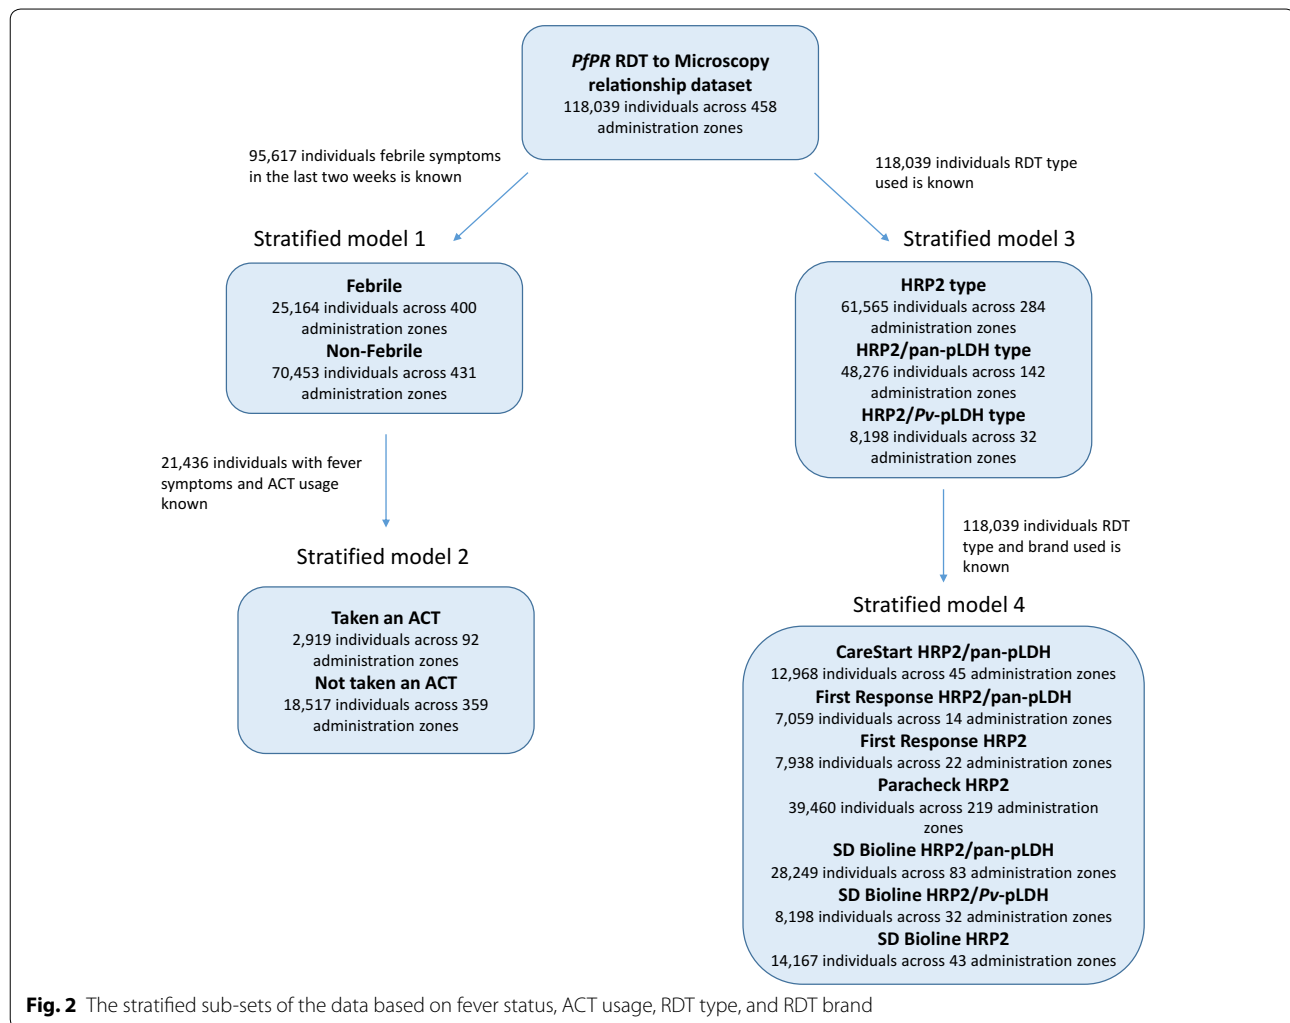 PfPR RDT to Microscopy
relationship dataset
118,039 individuals across 458
administration zones
95,617 individuals febrile symptoms
in the last two weeks is known
118,039 individuals RDT type
used is known
Stratified model 1
Febrile
25,164 individuals across 400
administration zones
Non-Febrile
70,453 individuals across 431
administration zones
Stratified model 3
HRP2 type
61,565 individuals across 284
administration zones
HRP2/pan-pLDH type
48,276 individuals across 142
administration zones
HRP2/Pv-pLDH type
8,198 individuals across 32
administration zones
21,436 individuals with fever
symptoms and ACT usage
known
118,039 individuals RDT
type and brand used is
known
Stratified model 2
Taken an ACT
2,919 individuals across 92
administration zones
Not taken an ACT
18,517 individuals across 359
administration zones
Stratified model 4
CareStart HRP2/pan-pLDH
12,968 individuals across 45 administration zones
First Response HRP2/pan-pLDH
7,059 individuals across 14 administration zones
First Response HRP2
7,938 individuals across 22 administration zones
Paracheck HRP2
39,460 individuals across 219 administration
zones
SD Bioline HRP2/pan-pLDH
28,249 individuals across 83 administration zones
SD Bioline HRP2/Pv-pLDH
8,198 individuals across 32 administration zones
SD Bioline HRP2
14,167 individuals across 43 administration zones
Fig. 2 The stratified sub-sets of the data based on fever status, ACT usage, RDT type, and RDT brand